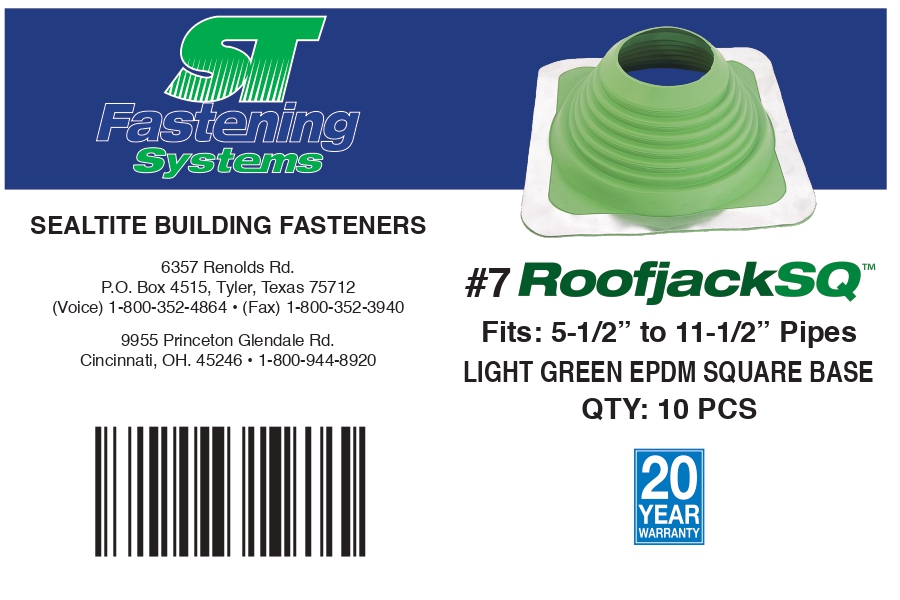 ST
Fastening
Systems
SEALTITE BUILDING FASTENERS
6357 Renolds Rd.
P.O. Box 4515, Tyler, Texas 75712
(Voice) 1-800-352-4864 • (Fax) 1-800-352-3940
9955 Princeton Glendale Rd.
Cincinnati, OH. 45246 • 1-800-944-8920
#7 RoofjackSQ™
Fits: 5-1/2” to 11-1/2” Pipes
LIGHT GREEN EPDM SQUARE BASE
QTY: 10 PCS
20
YEAR
WARRANTY